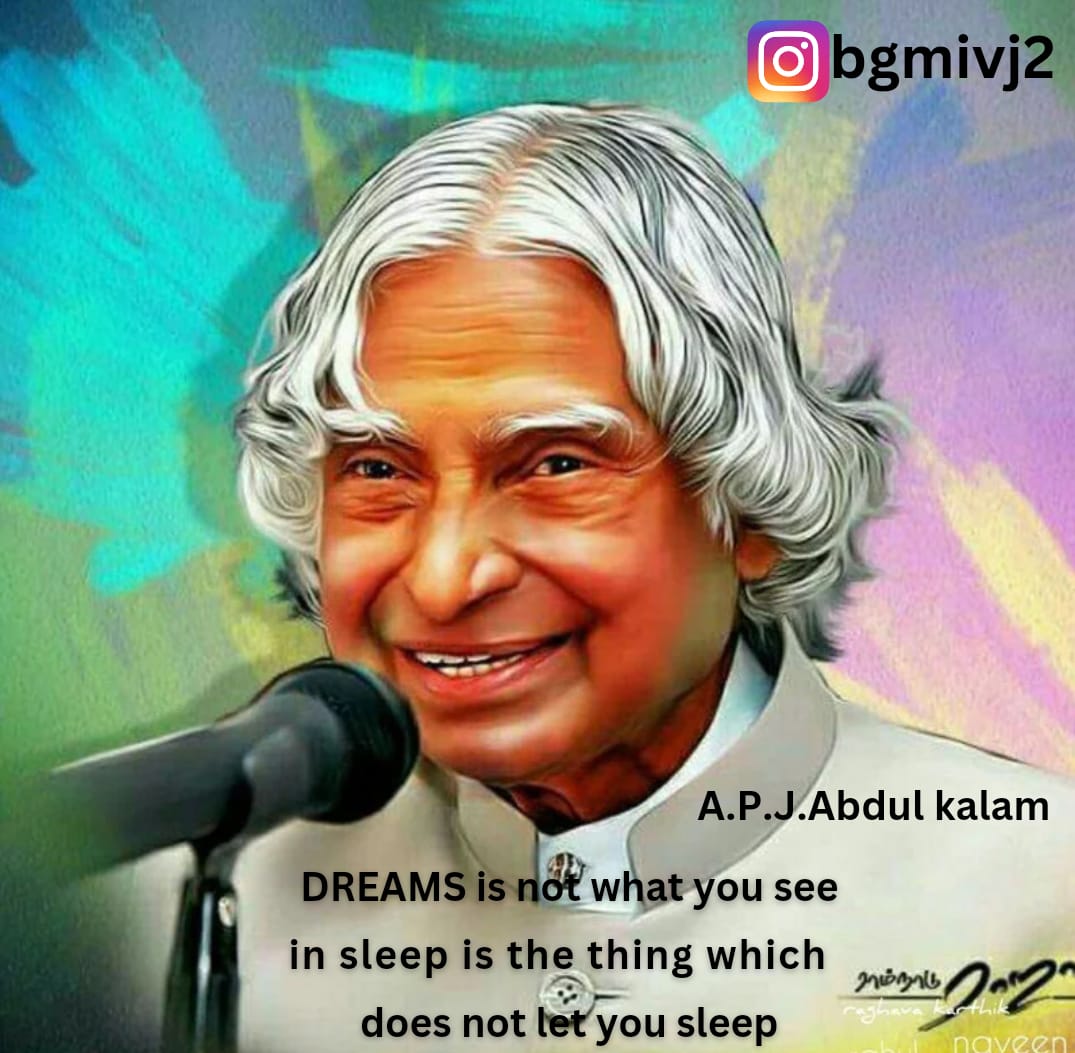 bgmivj2
A.P.J.Abdul kalam
DREAMS is not what you see
in sleep is the thing which
does not let you sleep
ராம்நாடு ராஜா
raghava karthik
naveen